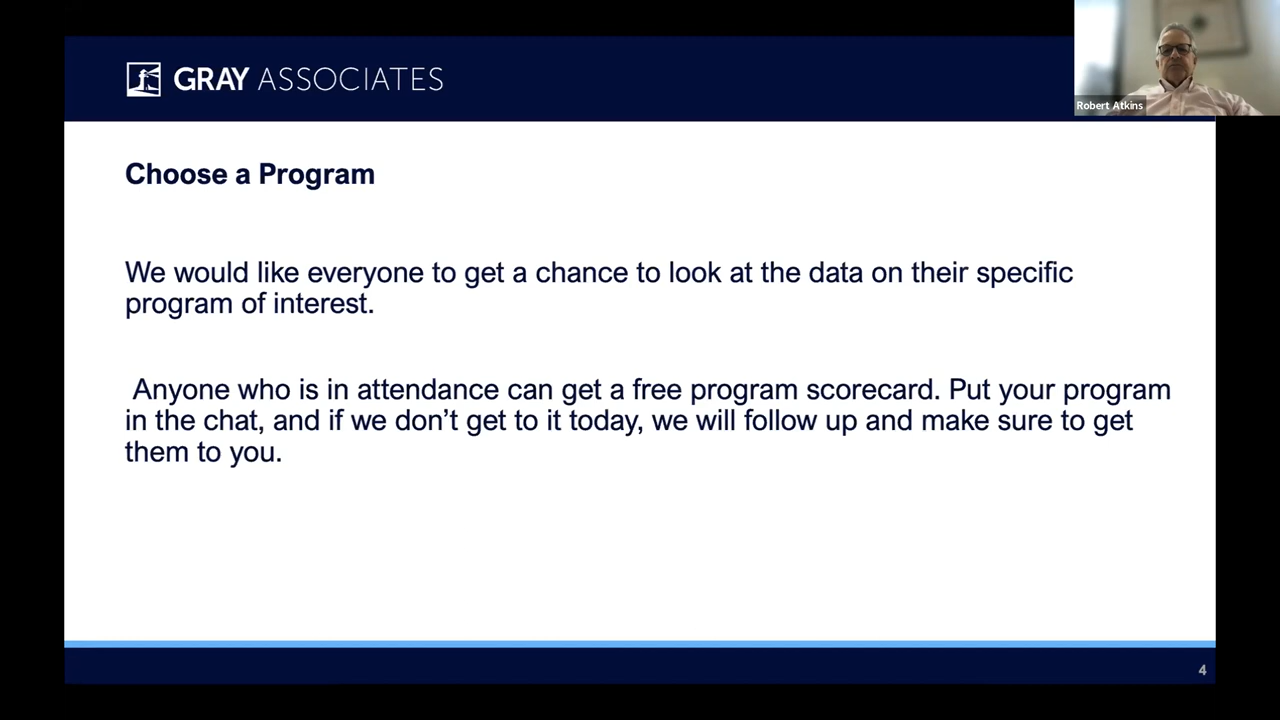 GRAY ASSOCIATES
Robert Atkins
Choose a Program
We would like everyone to get a chance to look at the data on their specific
program of interest.
Anyone who is in attendance can get a free program scorecard. Put your program
in the chat, and if we don’t get to it today, we will follow up and make sure to get
them to you.
4